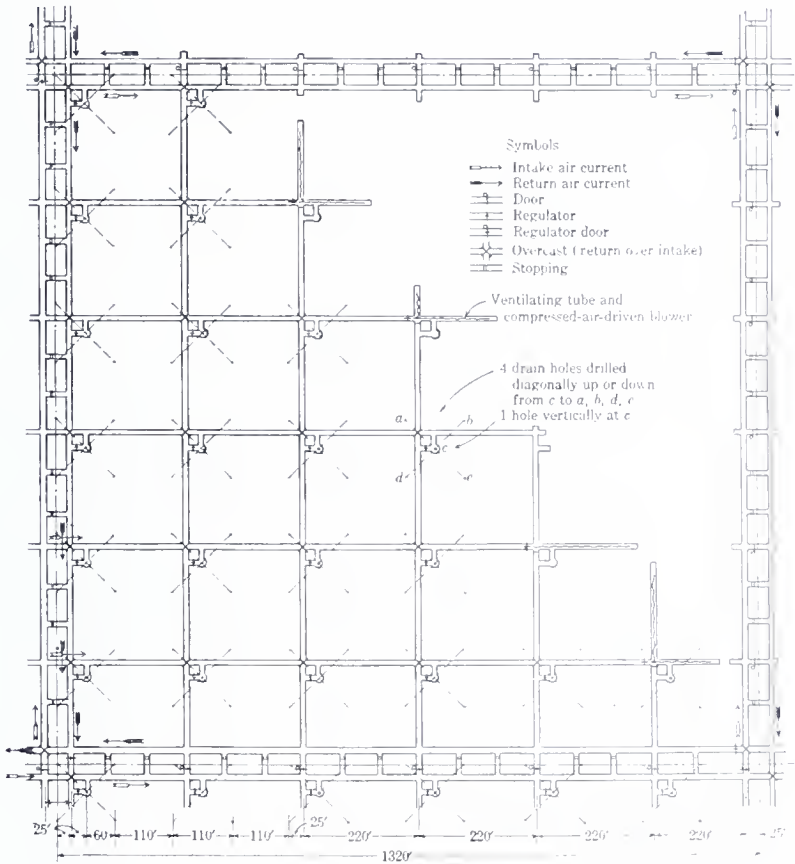 Symbols
Intake air current
Return air current
Door
Regulator
Regulator door
Overcast (return over intake)
Stopping
Ventilating tube and
compressed-air-driven blower
4 drain holes drilled
diagonally up or down
from c to a, b, d, e
1 hole vertically at c
a
b
c
d
e
25'
60'
110'
110'
110'
25'
220'
220'
220'
220'
25'
1320'